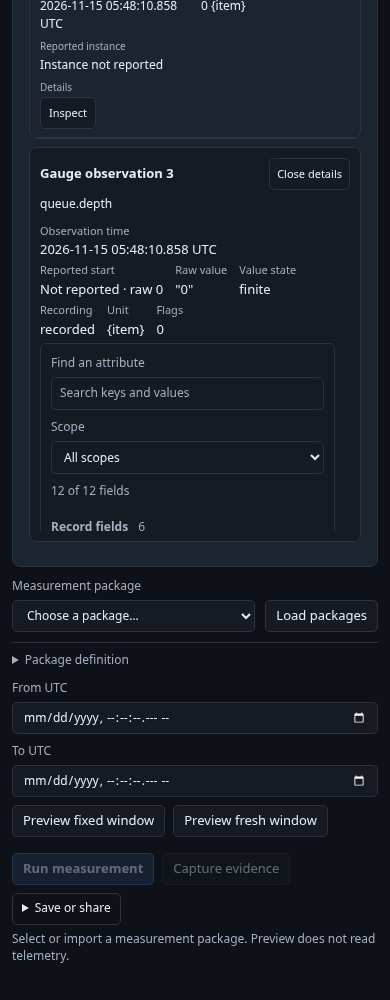 2026-11-15 05:48:10.858 0 {item}
UTC
Reported instance
Instance not reported
Details
Inspect
Gauge observation 3
Close details
queue.depth
Observation time
2026-11-15 05:48:10.858 UTC
Reported start Raw value Value state
Not reported · raw 0 "0" finite
Recording Unit Flags
recorded {item} 0
Find an attribute
Search keys and values
Scope
All scopes
12 of 12 fields
Record fields 6
Measurement package
Choose a package... Load packages
Package definition
From UTC
mm/dd/yyyy, --:--:--.--- --
To UTC
mm/dd/yyyy, --:--:--.--- --
Preview fixed window Preview fresh window
Run measurement Capture evidence
Save or share
Select or import a measurement package. Preview does not read
telemetry.